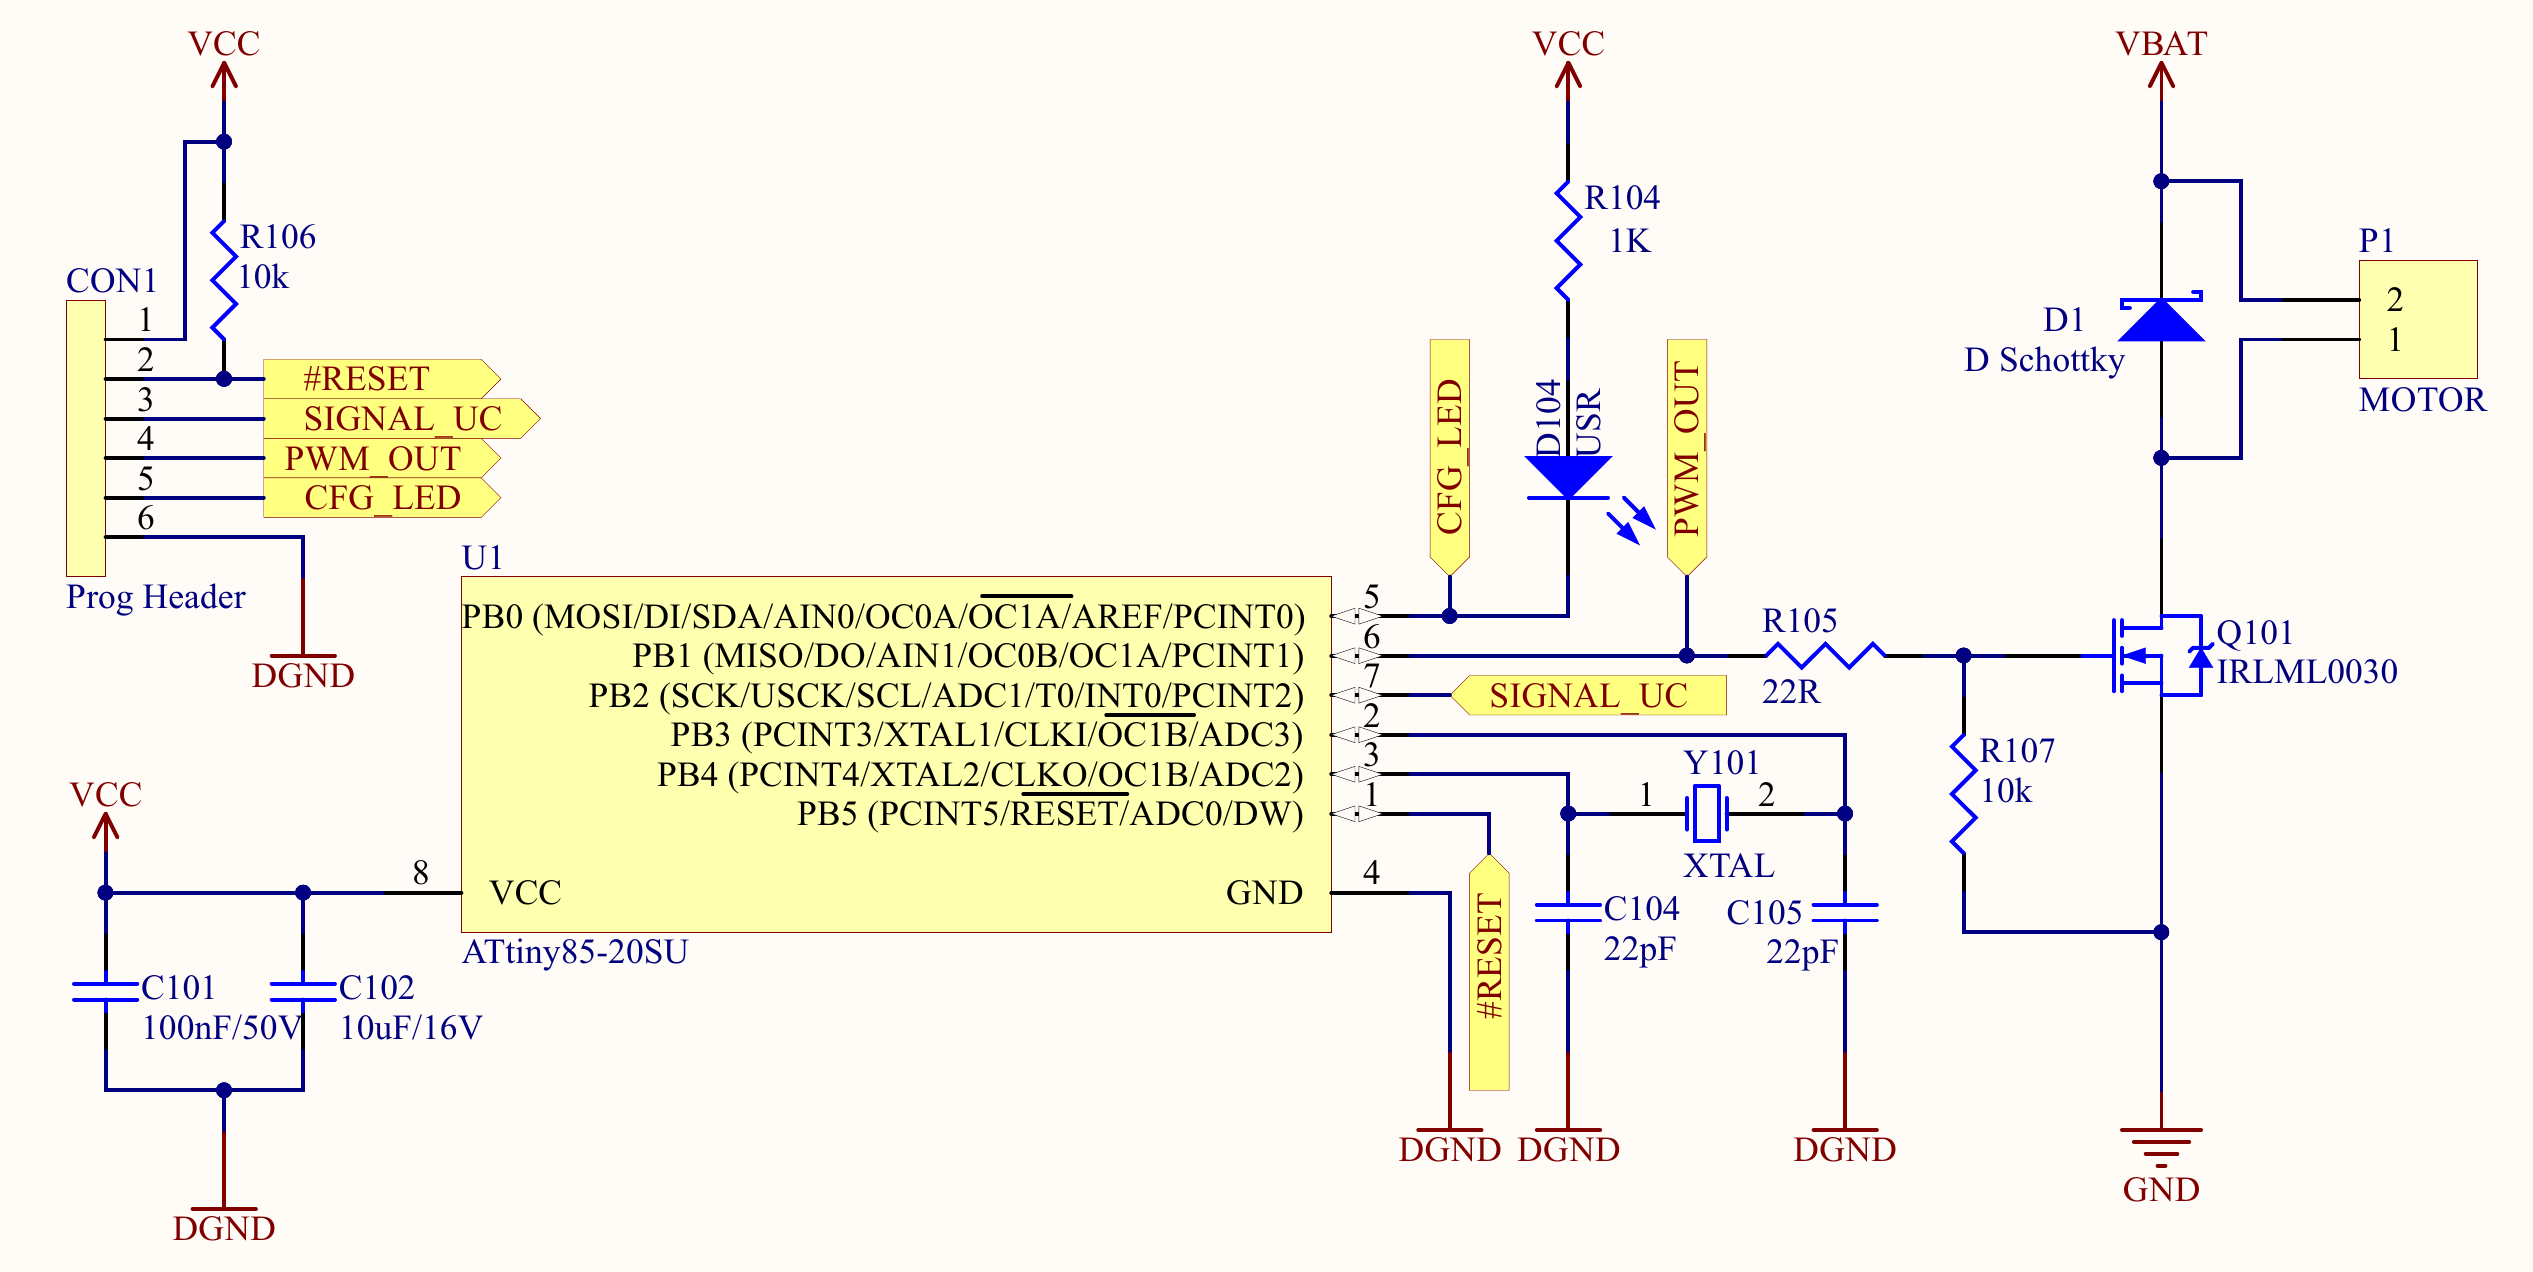 VCC
R106
10k
CON1
1
2
3
4
5
6
#RESET
SIGNAL_UC
PWM_OUT
CFG_LED
Prog Header
DGND
VCC
R104
1K
D104
USR
CFG_LED
PWM_OUT
VBAT
D1
D Schottky
P1
2
1
MOTOR
U1
PB0 (MOSI/DI/SDA/AIN0/OC0A/OC1A/AREF/PCINT0)
5
PB1 (MISO/DO/AIN1/OC0B/OC1A/PCINT1)
6
PB2 (SCK/USCK/SCL/ADC1/T0/INT0/PCINT2)
7
PB3 (PCINT3/XTAL1/CLKI/OC1B/ADC3)
2
PB4 (PCINT4/XTAL2/CLKO/OC1B/ADC2)
3
PB5 (PCINT5/RESET/ADC0/DW)
1
8
VCC
GND
4
ATtiny85-20SU
R105
22R
SIGNAL_UC
Q101
IRLML0030
Y101
1
2
XTAL
R107
10k
#RESET
C104
22pF
C105
22pF
VCC
C101
100nF/50V
C102
10uF/16V
DGND
DGND
DGND
DGND
GND